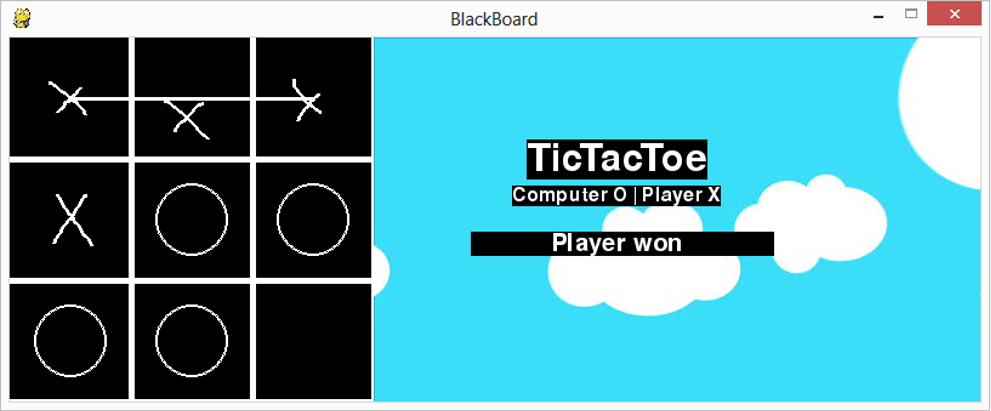 BlackBoard
TicTacToe
Computer O | Player X
Player won